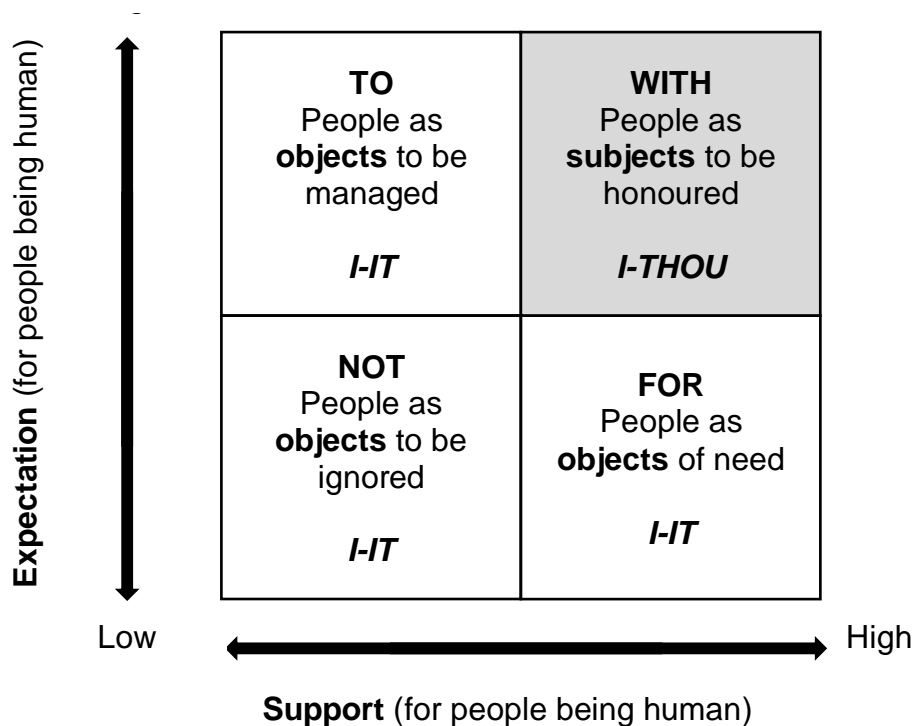 Expectation (for people being human)
TO
People as
objects to be
managed
I-IT
WITH
People as
subjects to be
honoured
I-THOU
NOT
People as
objects to be
ignored
I-IT
FOR
People as
objects of need
I-IT
Low
High
Support (for people being human)